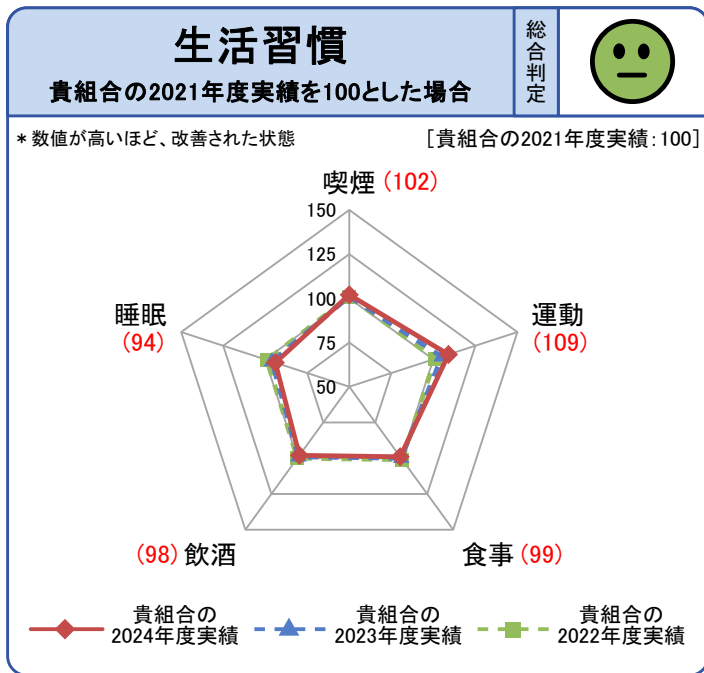 生活習慣
貴組合の2021年度実績を100とした場合
総合判定
*数値が高いほど、改善された状態
[貴組合の2021年度実績:100]
喫煙(102)
150
125
100
75
50
睡眠
(94)
運動
(109)
(98)飲酒
食事(99)
貴組合の
2024年度実績
貴組合の
2023年度実績
貴組合の
2022年度実績